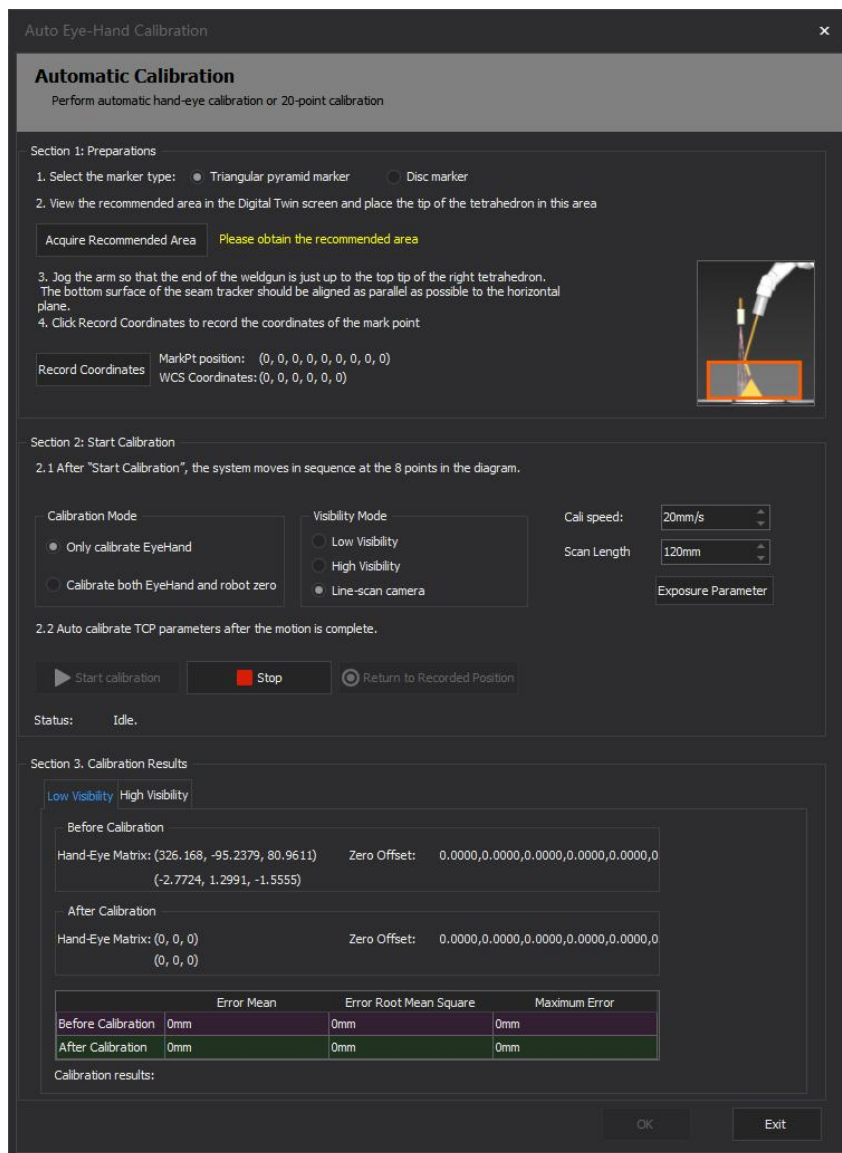 Auto Eye-Hand Calibration
Automatic Calibration
Perform automatic hand-eye calibration or 20-point calibration
Section 1: Preparations
1. Select the marker type: Triangular pyramid marker Disc marker
2. View the recommended area in the Digital Twin screen and place the tip of the tetrahedron in this area
Acquire Recommended Area Please obtain the recommended area
3. Jog the arm so that the end of the weldgun is just up to the top tip of the right tetrahedron.
The bottom surface of the seam tracker should be aligned as parallel as possible to the horizontal
plane.
4. Click Record Coordinates to record the coordinates of the mark point
Record Coordinates
MarkPt position: (0, 0, 0, 0, 0, 0, 0, 0, 0)
WCS Coordinates: (0, 0, 0, 0, 0, 0)
Section 2: Start Calibration
2.1 After "Start Calibration", the system moves in sequence at the 8 points in the diagram.
Calibration Mode
Only calibrate EyeHand
Calibrate both EyeHand and robot zero
Visibility Mode
Low Visibility
High Visibility
Line-scan camera
Cali speed: 20mm/s
Scan Length 120mm
Exposure Parameter
2.2 Auto calibrate TCP parameters after the motion is complete.
Start calibration Stop Return to Recorded Position
Status: Idle.
Section 3. Calibration Results
Low Visibility High Visibility
Before Calibration
Hand-Eye Matrix: (326.168, -95.2379, 80.9611) Zero Offset: 0.0000,0.0000,0.0000,0.0000,0.0000,0
(-2.7724, 1.2991, -1.5555)
After Calibration
Hand-Eye Matrix: (0, 0, 0) Zero Offset: 0.0000,0.0000,0.0000,0.0000,0.0000,0
(0, 0, 0)
Error Mean Error Root Mean Square Maximum Error
Before Calibration 0mm 0mm 0mm
After Calibration 0mm 0mm 0mm
Calibration results:
OK Exit